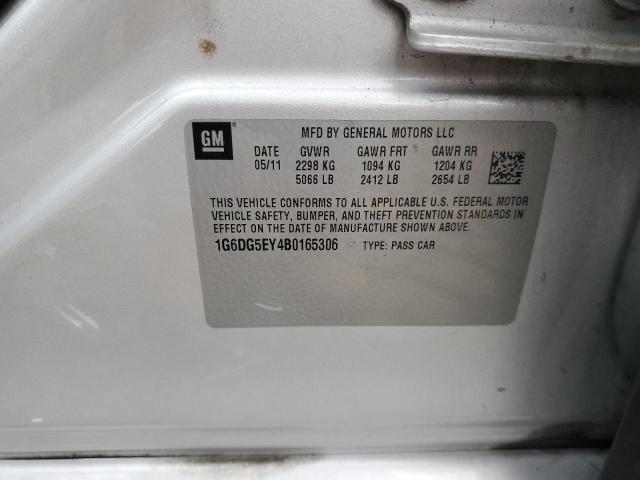 GM
MFD BY GENERAL MOTORS LLC
DATE GVWR GAWR FRT GAWR RR
05/11 2298 KG 1094 KG 1204 KG
5066 LB 2412 LB 2654 LB
THIS VEHICLE CONFORMS TO ALL APPLICABLE U.S. FEDERAL MOTOR
VEHICLE SAFETY, BUMPER, AND THEFT PREVENTION STANDARDS IN
EFFECT ON THE DATE OF MANUFACTURE SHOWN ABOVE.
1G6DG5EY4B0165306 TYPE: PASS CAR